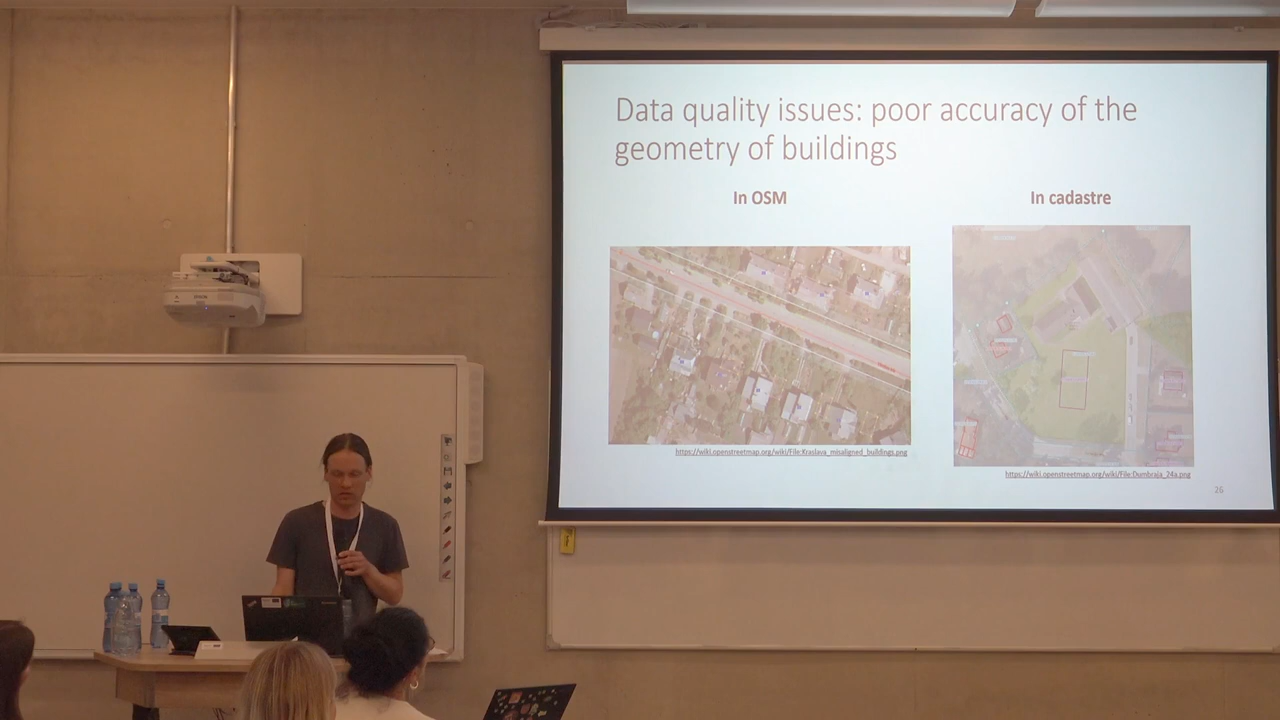 Data quality issues: poor accuracy of the
geometry of buildings
In OSM
In cadastre
https://wiki.openstreetmap.org/wiki/File:Kraslava_misaligned_buildings.png
https://wiki.openstreetmap.org/wiki/File:Dumbraja_24a.png
26